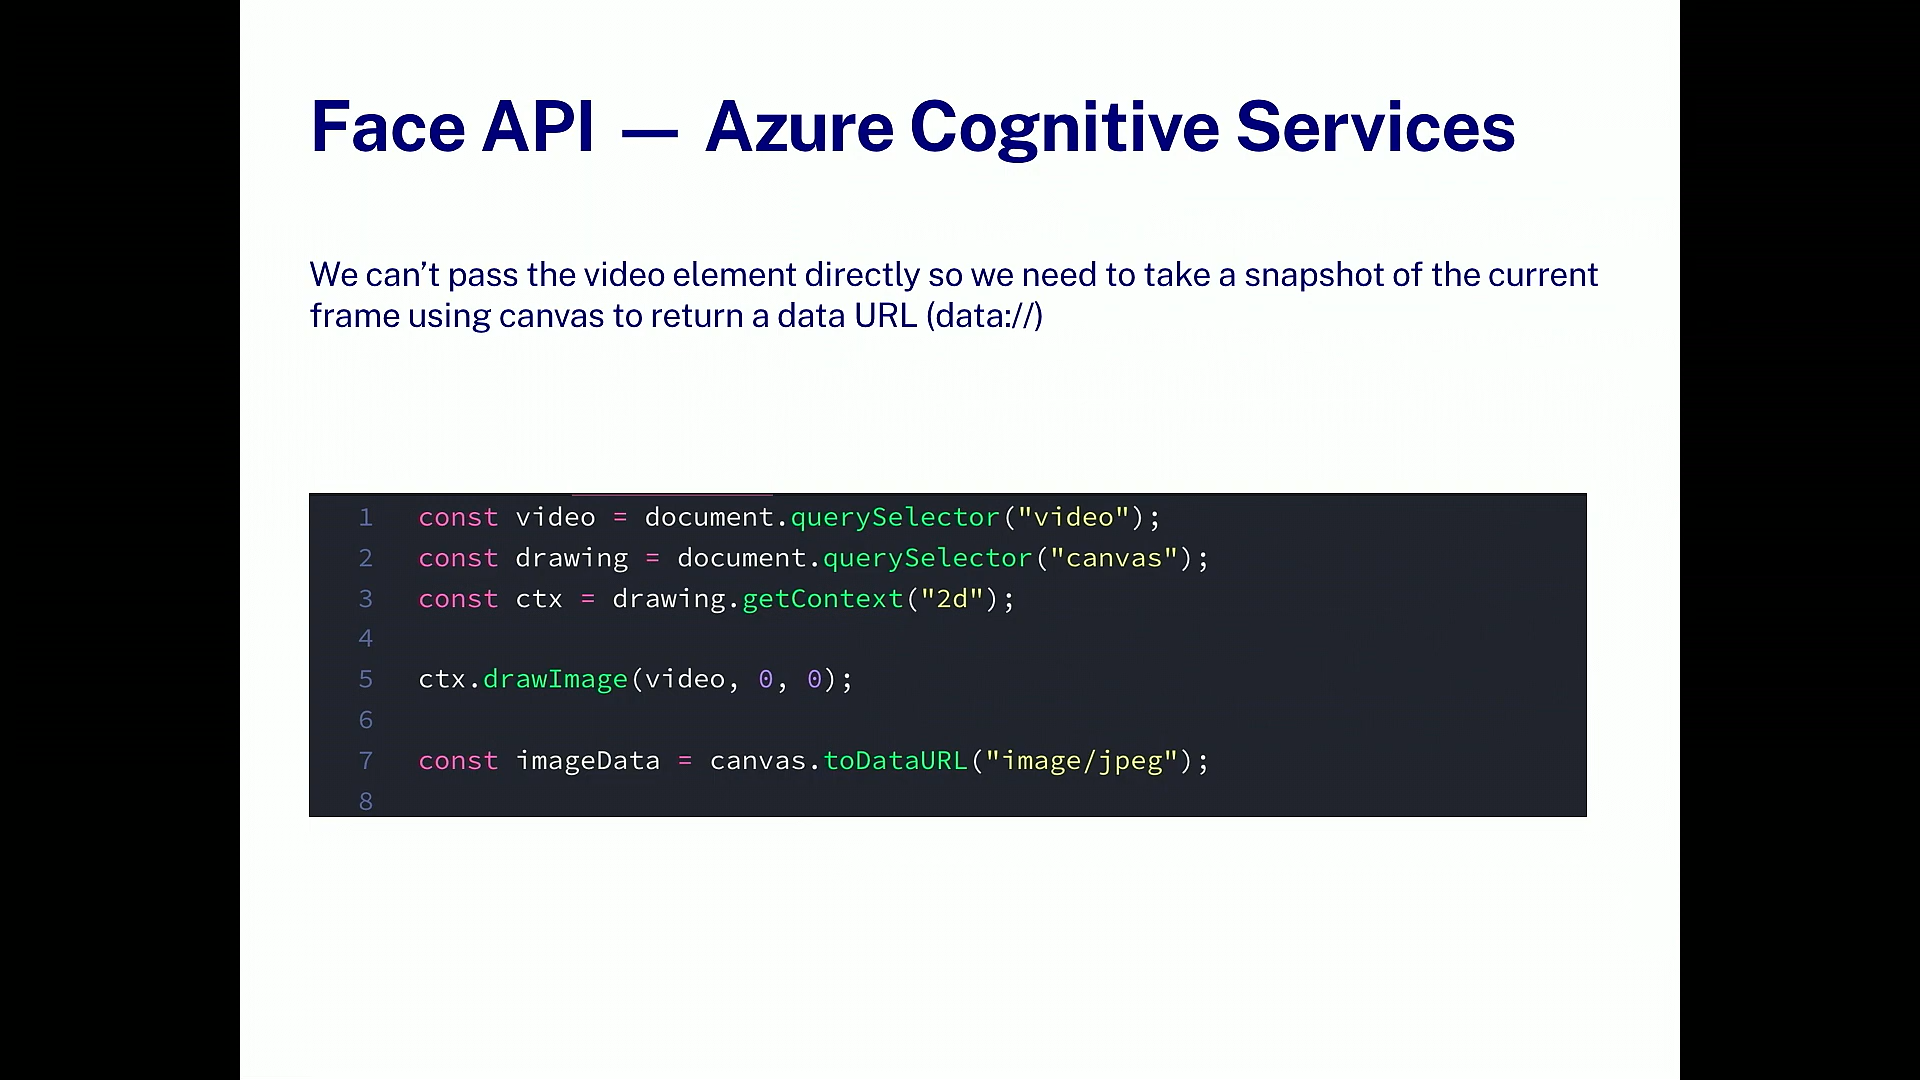 Face API — Azure Cognitive Services
We can’t pass the video element directly so we need to take a snapshot of the current
frame using canvas to return a data URL (data://)
1 const video = document.querySelector("video");
2 const drawing = document.querySelector("canvas");
3 const ctx = drawing.getContext("2d");
4
5 ctx.drawImage(video, 0, 0);
6
7 const imageData = canvas.toDataURL("image/jpeg");
8